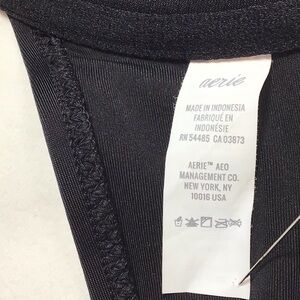 aerie
MADE IN INDONESIA
FABRIQUÉ EN
INDONÉSIE
RN 54485 CA 03873
AERIE™ AEO
MANAGEMENT CO.
NEW YORK, NY
10016 USA